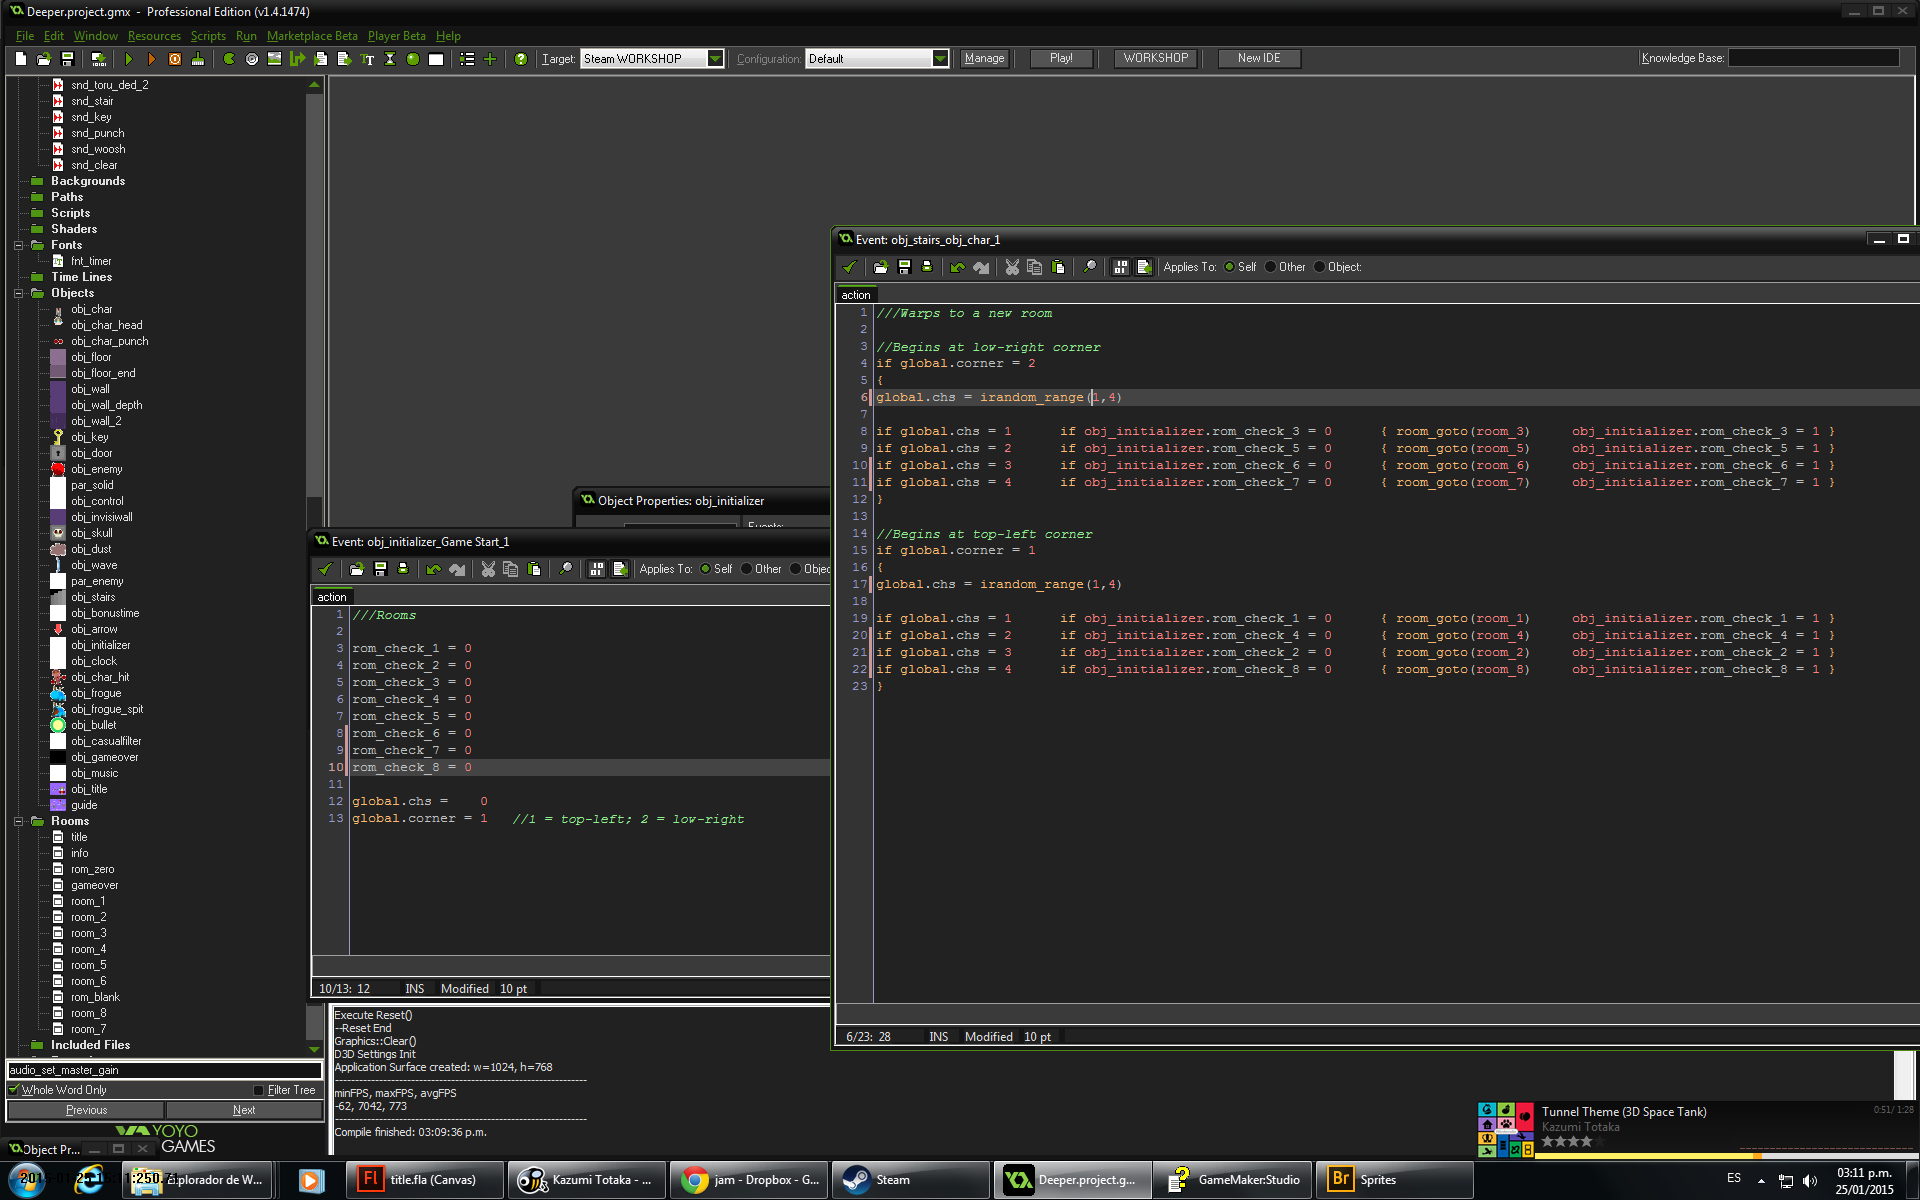 Deeper.project.gmx - Professional Edition (v1.4.1474)
File Edit Window Resources Scripts Run Marketplace Beta Player Beta Help
Target: Steam WORKSHOP Configuration: Default Manage Play! WORKSHOP New IDE Knowledge Base:
snd_toru_ded_2
snd_stair
snd_key
snd_punch
snd_woosh
snd_clear
Backgrounds
Paths
Scripts
Shaders
Fonts
fnt_timer
Time Lines
Objects
obj_char
obj_char_head
obj_char_punch
obj_floor
obj_floor_end
obj_wall
obj_wall_depth
obj_wall_2
obj_key
obj_door
obj_enemy
par_solid
obj_control
obj_invisiwall
obj_skull
obj_dust
obj_wave
par_enemy
obj_stairs
obj_bonustime
obj_arrow
obj_initializer
obj_clock
obj_char_hit
obj_frogue
obj_frogue_spit
obj_bullet
obj_casualfilter
obj_gameover
obj_music
obj_title
guide
Rooms
title
info
rom_zero
gameover
room_1
room_2
room_3
room_4
room_5
room_6
rom_blank
room_8
room_7
Included Files
audio_set_master_gain
Whole Word Only Filter Tree
Previous Next
YOYO
GAMES
Object Pr...
Object Properties: obj_initializer
Events:
Event: obj_initializer_Game Start_1
Applies To: Self Other Objec
action
1 ///Rooms
2
3 rom_check_1 = 0
4 rom_check_2 = 0
5 rom_check_3 = 0
6 rom_check_4 = 0
7 rom_check_5 = 0
8 rom_check_6 = 0
9 rom_check_7 = 0
10 rom_check_8 = 0
11
12 global.chs = 0
13 global.corner = 1 //1 = top-left; 2 = low-right
10/13: 12 INS Modified 10 pt
Event: obj_stairs_obj_char_1
Applies To: Self Other Object:
action
1 ///Warps to a new room
2
3 //Begins at low-right corner
4 if global.corner = 2
5 {
6 global.chs = irandom_range(1,4)
7
8 if global.chs = 1 if obj_initializer.rom_check_3 = 0 { room_goto(room_3) obj_initializer.rom_check_3 = 1 }
9 if global.chs = 2 if obj_initializer.rom_check_5 = 0 { room_goto(room_5) obj_initializer.rom_check_5 = 1 }
10 if global.chs = 3 if obj_initializer.rom_check_6 = 0 { room_goto(room_6) obj_initializer.rom_check_6 = 1 }
11 if global.chs = 4 if obj_initializer.rom_check_7 = 0 { room_goto(room_7) obj_initializer.rom_check_7 = 1 }
12 }
13
14 //Begins at top-left corner
15 if global.corner = 1
16 {
17 global.chs = irandom_range(1,4)
18
19 if global.chs = 1 if obj_initializer.rom_check_1 = 0 { room_goto(room_1) obj_initializer.rom_check_1 = 1 }
20 if global.chs = 2 if obj_initializer.rom_check_4 = 0 { room_goto(room_4) obj_initializer.rom_check_4 = 1 }
21 if global.chs = 3 if obj_initializer.rom_check_2 = 0 { room_goto(room_2) obj_initializer.rom_check_2 = 1 }
22 if global.chs = 4 if obj_initializer.rom_check_8 = 0 { room_goto(room_8) obj_initializer.rom_check_8 = 1 }
23 }
6/23: 28 INS Modified 10 pt
Execute Reset()
--Reset End
Graphics::Clear()
D3D Settings Init
Application Surface created: w=1024, h=768
minFPS, maxFPS, avgFPS
-62, 7042, 773
Compile finished: 03:09:36 p.m.
Tunnel Theme (3D Space Tank) 0:51/ 1:28
Kazumi Totaka
Explorador de W...
title.fla (Canvas)
Kazumi Totaka - ...
jam - Dropbox - G...
Steam
Deeper.project.g...
GameMaker:Studio
Sprites
ES
03:11 p.m.
25/01/2015